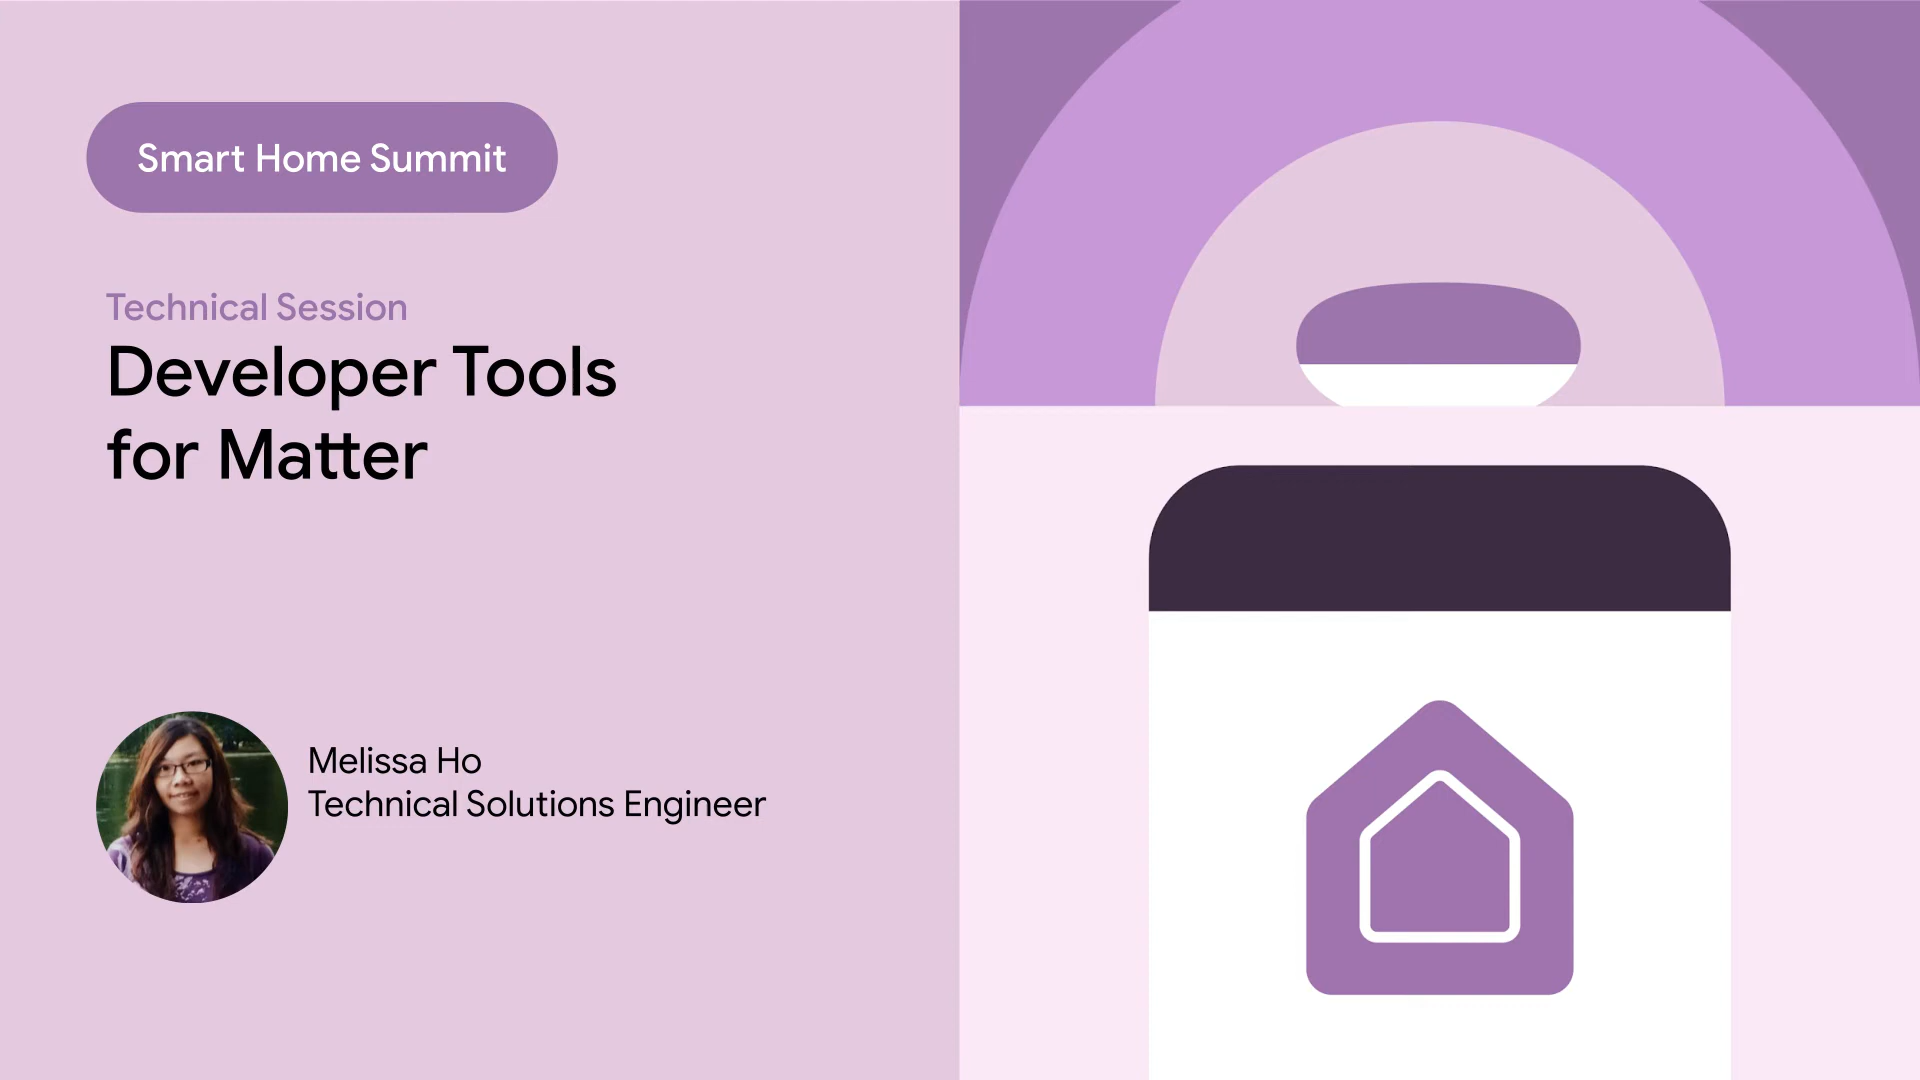 Smart Home Summit
Technical Session
Developer Tools
for Matter
Melissa Ho
Technical Solutions Engineer